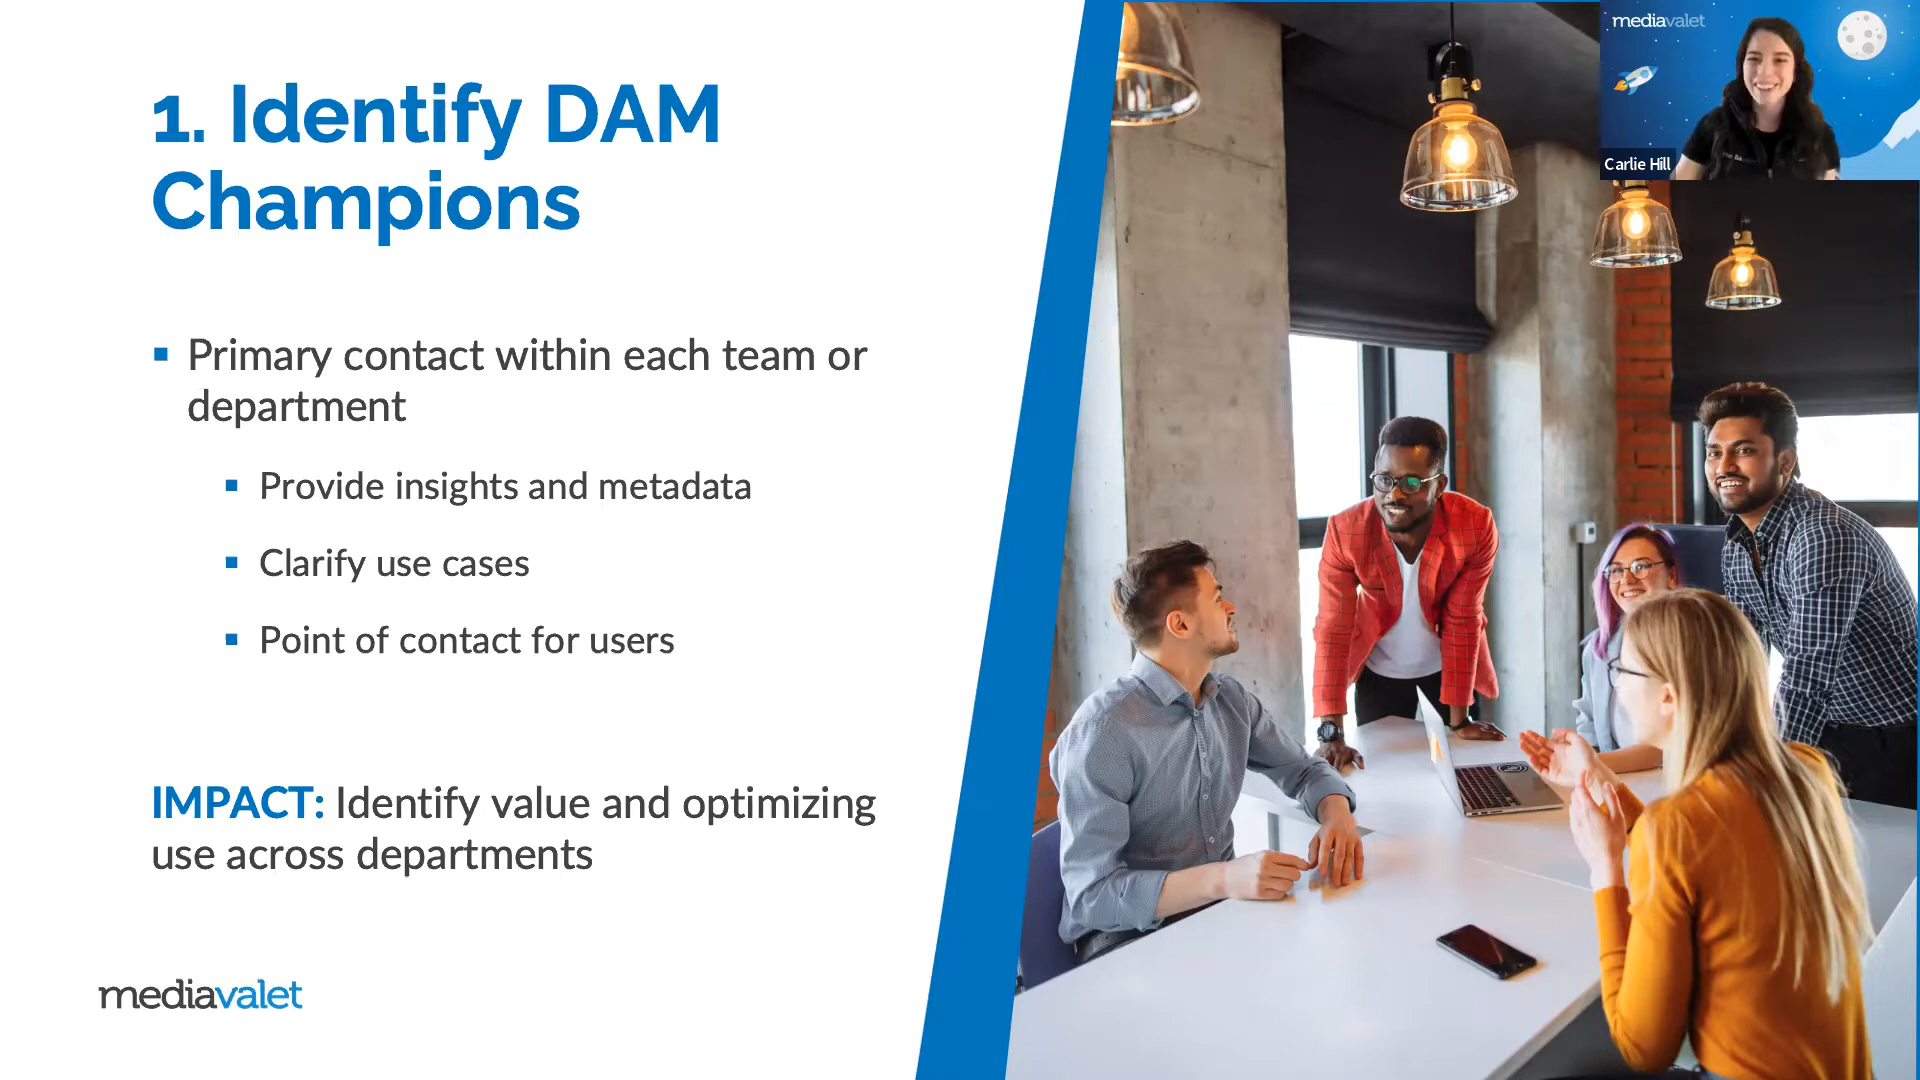 1. Identify DAM
Champions
Primary contact within each team or
department
Provide insights and metadata
Clarify use cases
Point of contact for users
IMPACT: Identify value and optimizing
use across departments
mediavalet
mediavalet
Carlie Hill